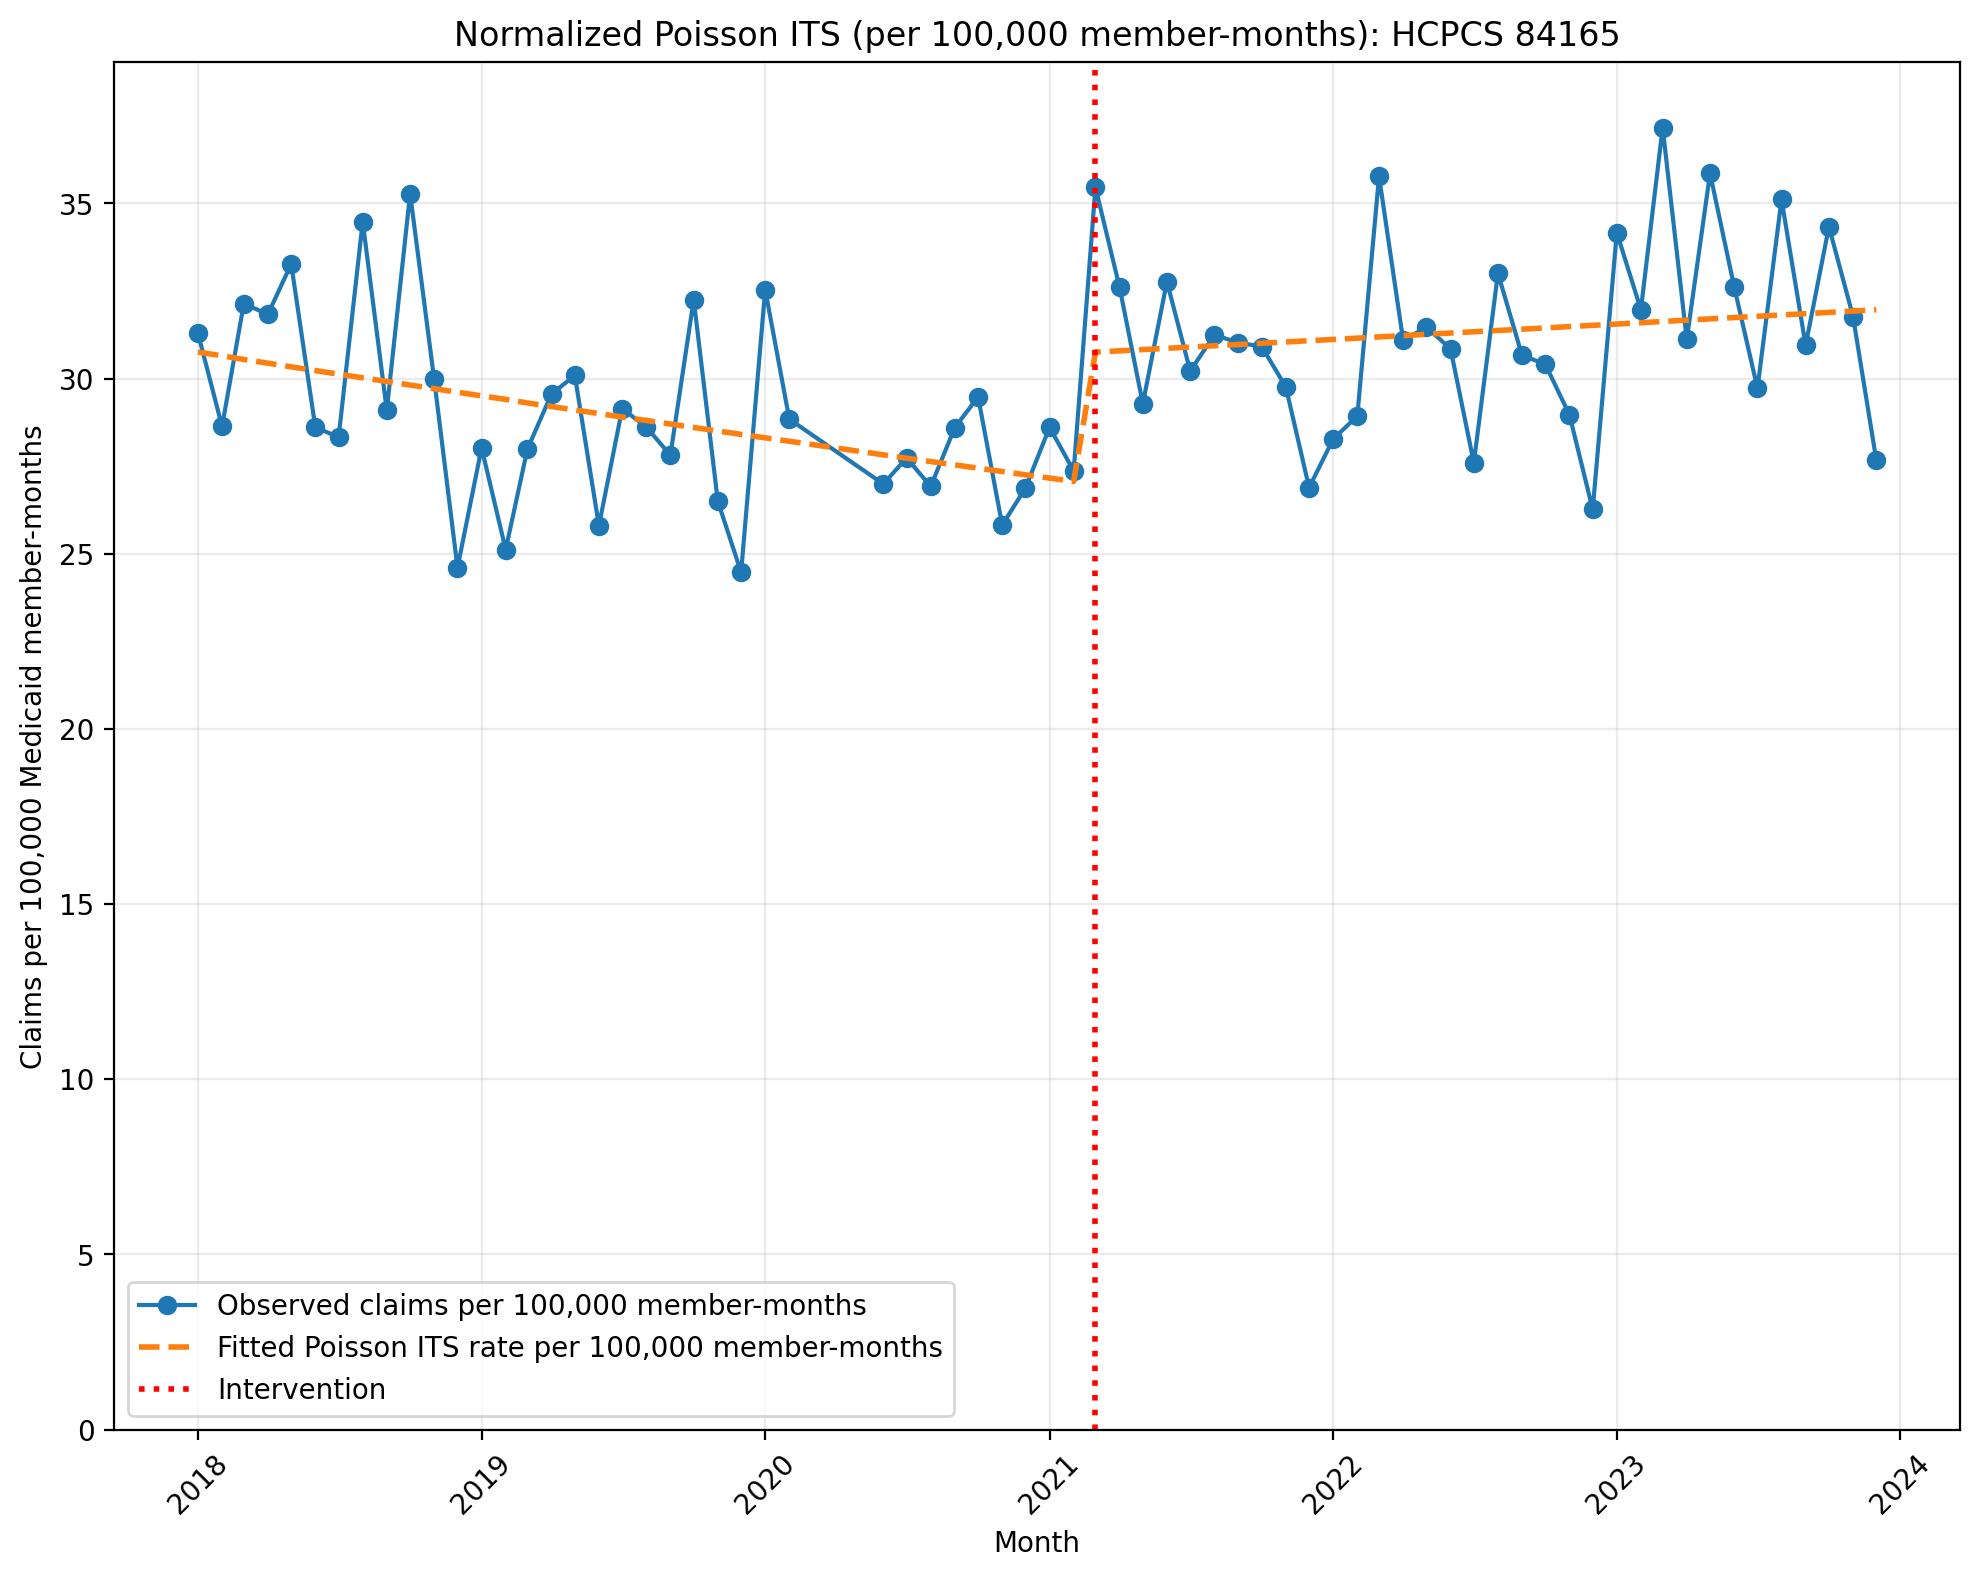 Normalized Poisson ITS (per 100,000 member-months): HCPCS 84165
Claims per 100,000 Medicaid member-months
35
30
25
20
15
10
5
0
Observed claims per 100,000 member-months
Fitted Poisson ITS rate per 100,000 member-months
Intervention
2018
2019
2020
2021
2022
2023
2024
Month